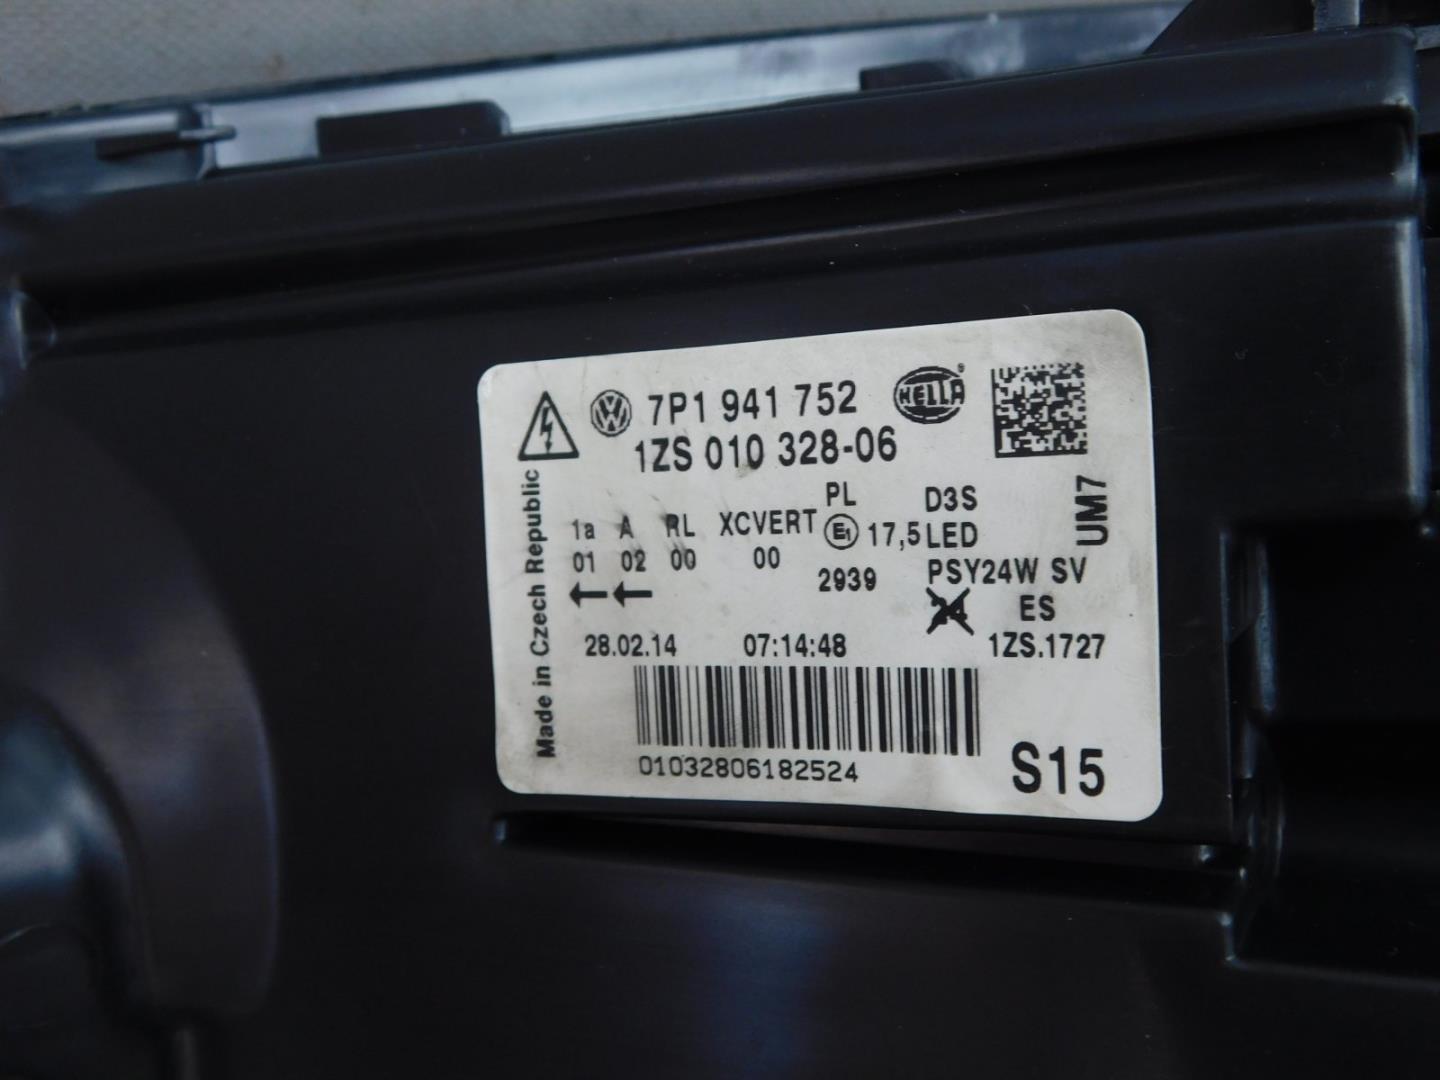 7P1 941 752
HELLA
1ZS 010 328-06
Made in Czech Republic
1a A RL XCVERT PL D3S
01 02 00 00 E1 17,5 LED
2939 PSY24W SV
ES
UM7
28.02.14 07:14:48 1ZS.1727
01032806182524
S15